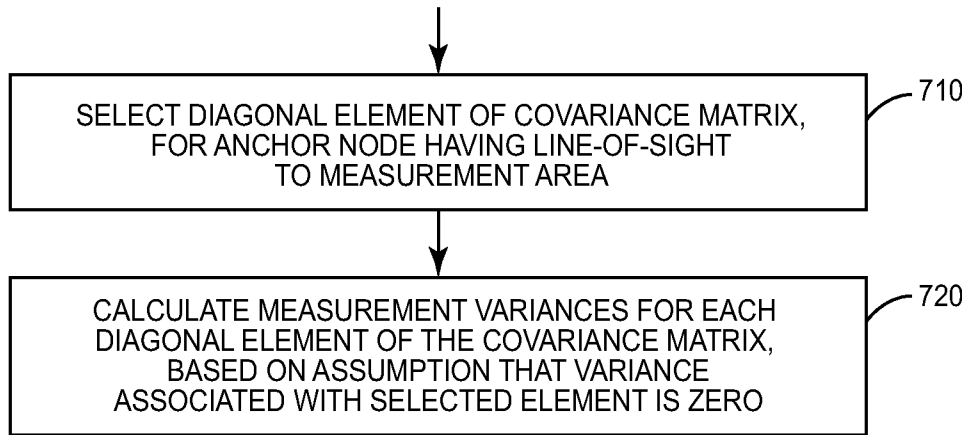 SELECT DIAGONAL ELEMENT OF COVARIANCE MATRIX,
FOR ANCHOR NODE HAVING LINE-OF-SIGHT
TO MEASUREMENT AREA
710
CALCULATE MEASUREMENT VARIANCES FOR EACH
DIAGONAL ELEMENT OF THE COVARIANCE MATRIX,
BASED ON ASSUMPTION THAT VARIANCE
ASSOCIATED WITH SELECTED ELEMENT IS ZERO
720